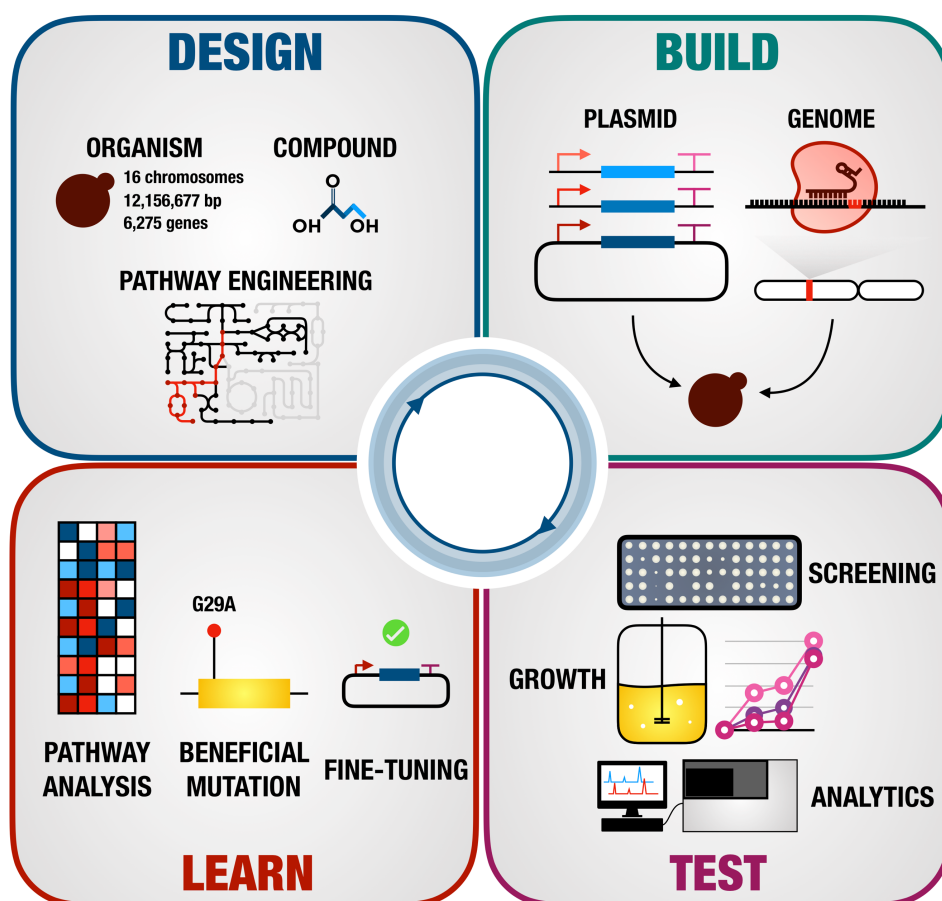 DESIGN
ORGANISM
16 chromosomes
12,156,677 bp
6,275 genes
COMPOUND
O
OH
OH
PATHWAY ENGINEERING
BUILD
PLASMID
GENOME
LEARN
G29A
PATHWAY
ANALYSIS
BENEFICIAL
MUTATION
FINE-TUNING
SCREENING
GROWTH
ANALYTICS
TEST